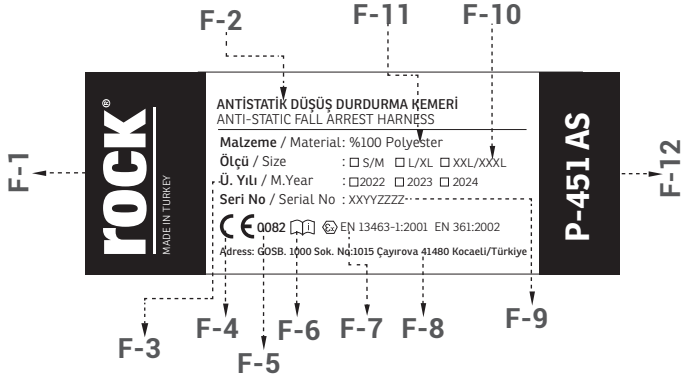 F-2
F-11
F-10
F-1
rock®
MADE IN TURKEY
ANTİSTATİK DÜŞÜŞ DURDURMA KEMERİ
ANTI-STATIC FALL ARREST HARNESS
Malzeme / Material: %100 Polyester
Ölçü / Size : ☐ S/M ☐ L/XL ☐ XXL/XXXL
Ü. Yılı / M.Year : ☐2022 ☐ 2023 ☐ 2024
Seri No / Serial No : XXYYZZZZ
CE 0082 i Ex EN 13463-1:2001 EN 361:2002
Adress: GOSB. 1000 Sok. No:1015 Çayırova 41480 Kocaeli/Türkiye
P-451 AS
F-12
F-3
F-4
F-5
F-6
F-7
F-8
F-9